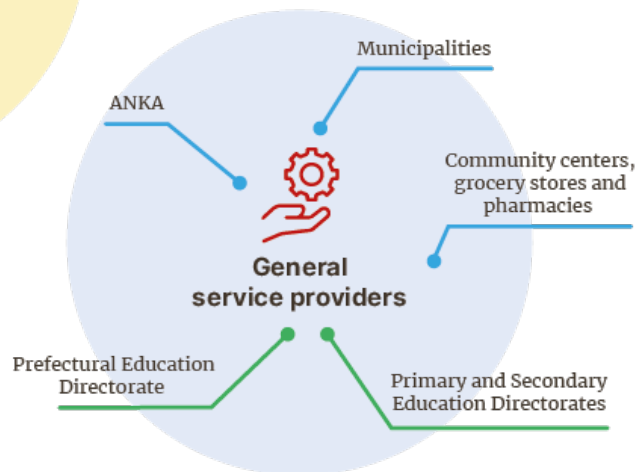 Municipalities
ANKA
Community centers,
grocery stores and
pharmacies
General
service providers
Prefectural Education
Directorate
Primary and Secondary
Education Directorates